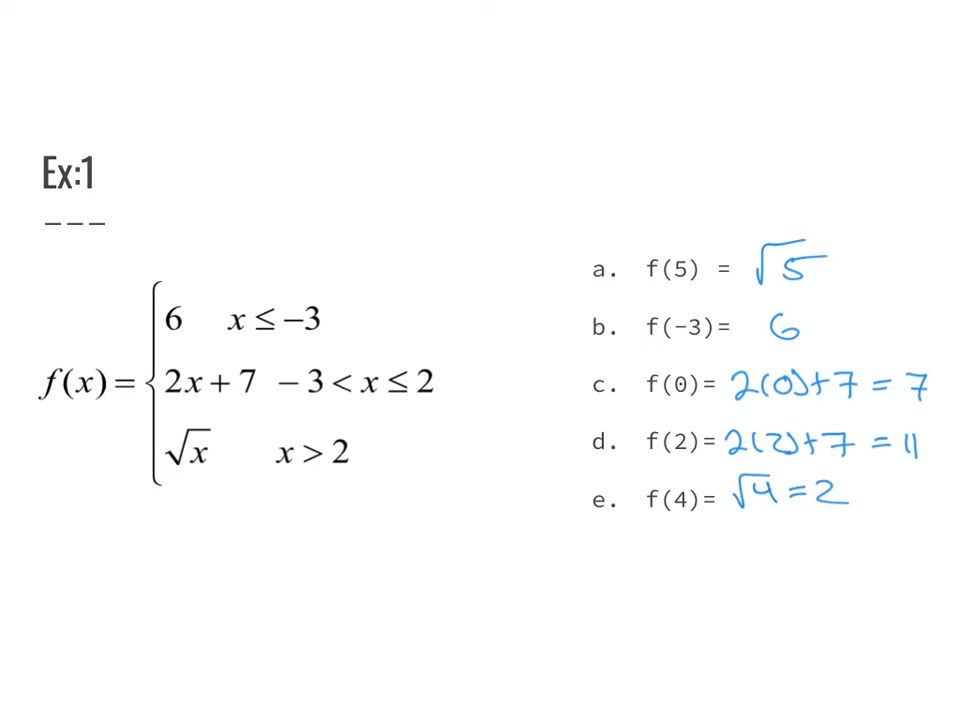 Ex:1
---
f(x) = { 6 x ≤ −3
2x + 7 − 3 < x ≤ 2
√x x > 2
a. f(5) = √5
b. f(-3)= 6
c. f(0)= 2(0)+7 = 7
d. f(2)= 2(2)+7 = 11
e. f(4)= √4 = 2